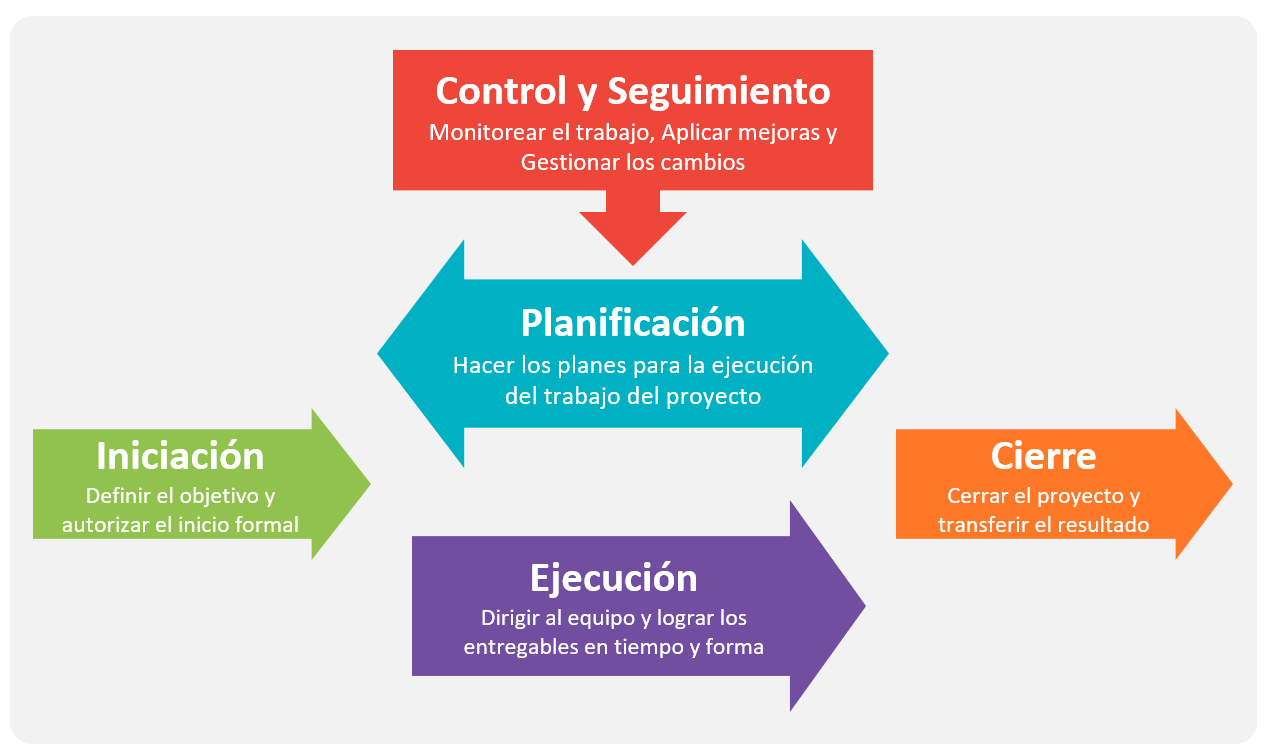 Control y Seguimiento
Monitorear el trabajo, Aplicar mejoras y
Gestionar los cambios
Planificación
Hacer los planes para la ejecución
del trabajo del proyecto
Iniciación
Definir el objetivo y
autorizar el inicio formal
Cierre
Cerrar el proyecto y
transferir el resultado
Ejecución
Dirigir al equipo y lograr los
entregables en tiempo y forma